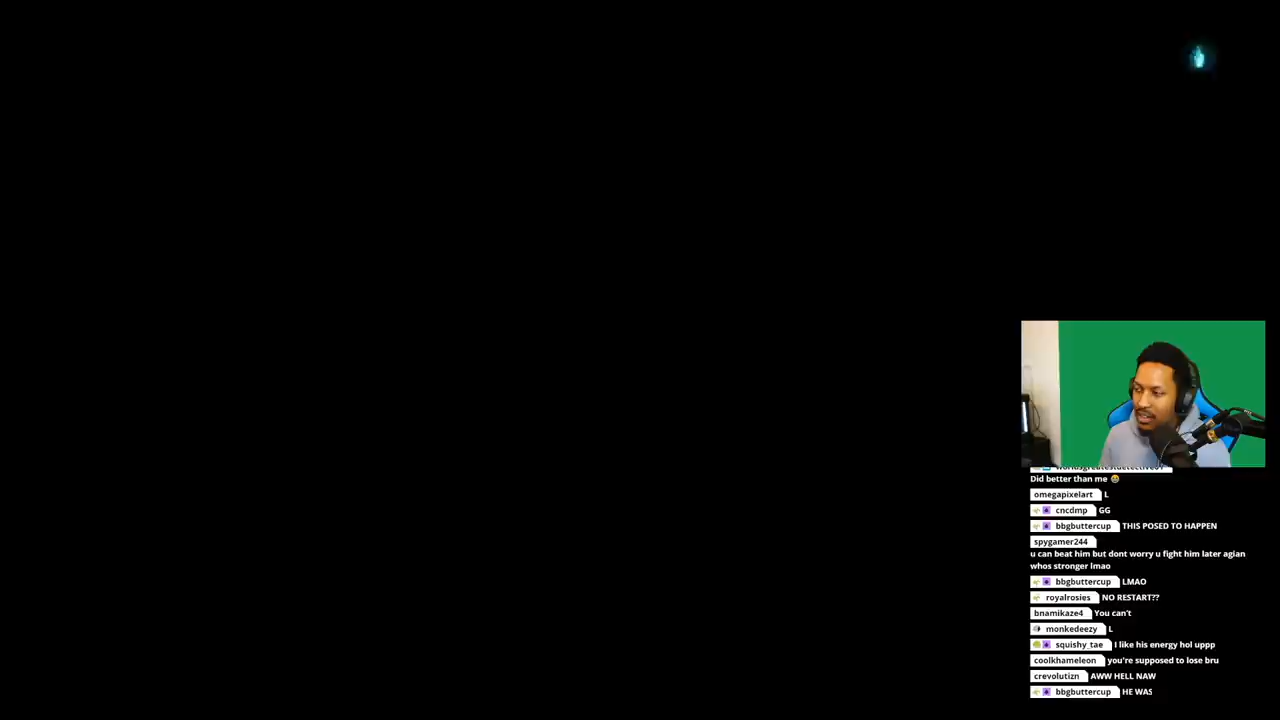 Did better than me 😢
omegapixelart L
cncdmp GG
bbgbuttercup THIS POSED TO HAPPEN
spygamer244
u can beat him but dont worry u fight him later agian
whos stronger lmao
bbgbuttercup LMAO
royalrosies NO RESTART??
bnamikaze4 You can't
monkedeezy L
squishy_tae I like his energy hol uppp
coolkhameleon you're supposed to lose bru
crevolutizn AWW HELL NAW
bbgbuttercup HE WAS